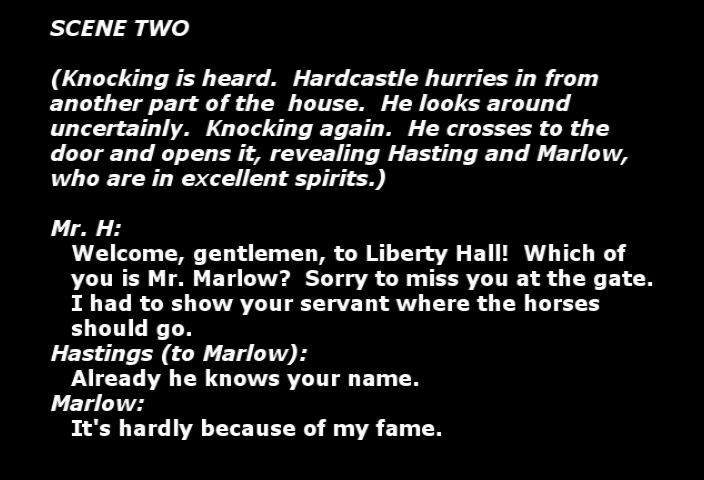 SCENE TWO
(Knocking is heard.  Hardcastle hurries in from
another part of the  house.  He looks around
uncertainly.  Knocking again.  He crosses to the
door and opens it, revealing Hasting and Marlow,
who are in excellent spirits.)
Mr. H:
Welcome, gentlemen, to Liberty Hall!  Which of
you is Mr. Marlow?  Sorry to miss you at the gate.
I had to show your servant where the horses
should go.
Hastings (to Marlow):
Already he knows your name.
Marlow:
It's hardly because of my fame.